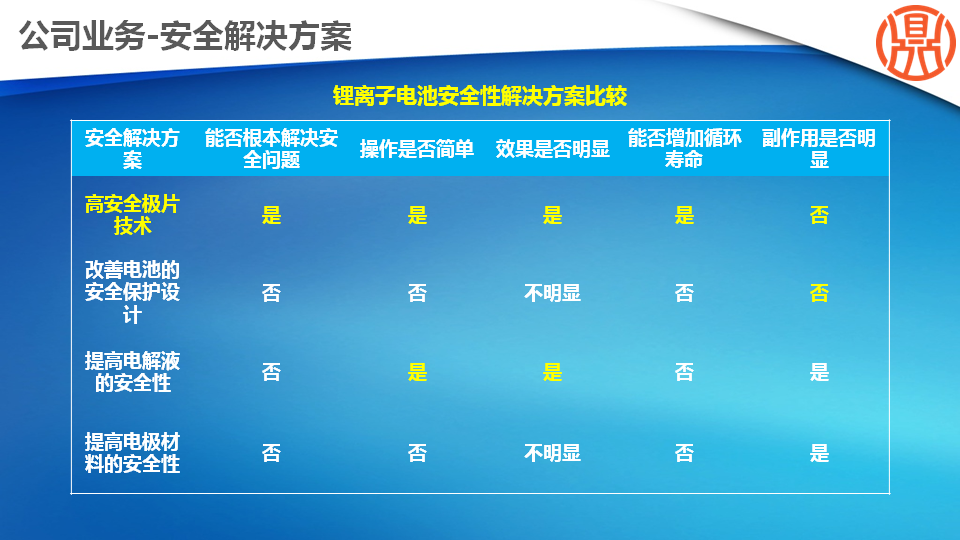 公司业务-安全解决方案
鼎
锂离子电池安全性解决方案比较
安全解决方
案
能否根本解决安
全问题
操作是否简单
效果是否明显
能否增加循环
寿命
副作用是否明
显
高安全极片
技术
是
是
是
是
否
改善电池的
安全保护设
计
否
否
不明显
否
否
提高电解液
的安全性
否
是
是
否
是
提高电极材
料的安全性
否
否
不明显
否
是